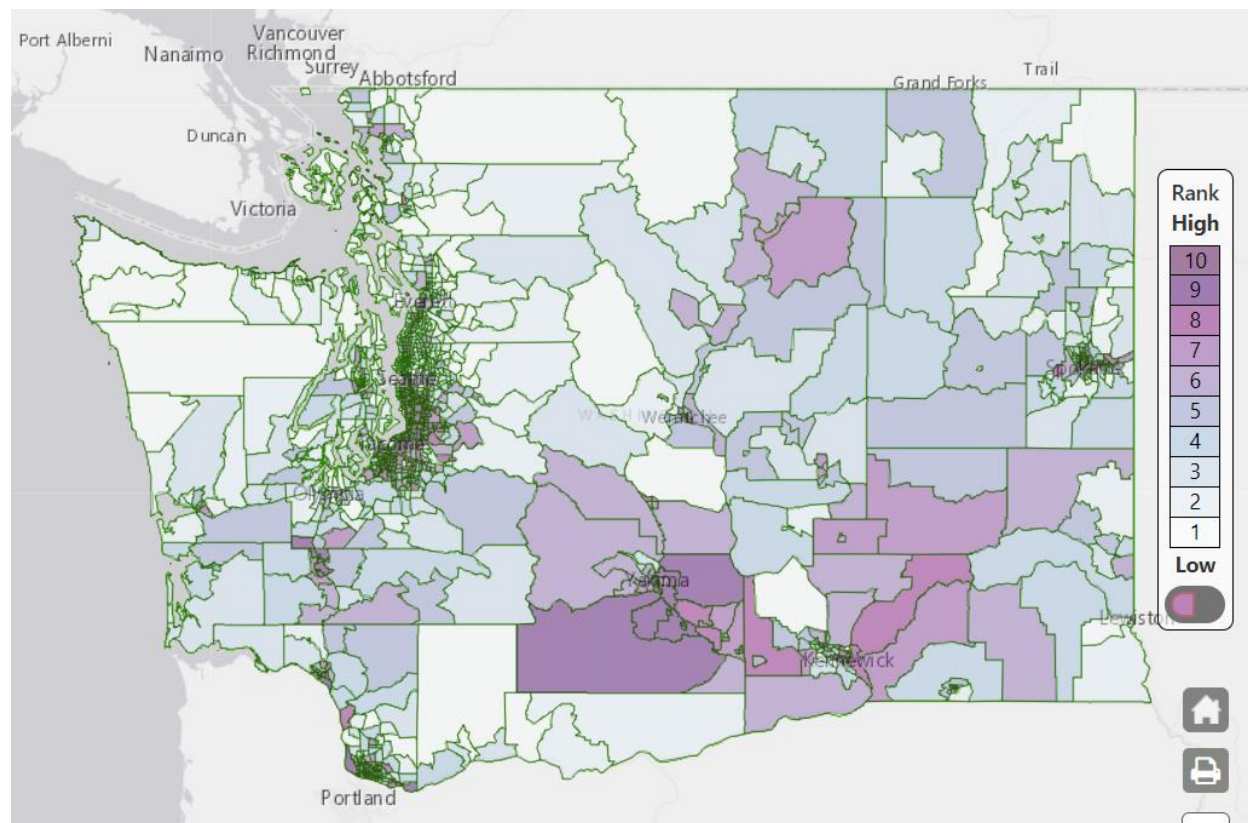 Port Alberni
Nanaimo
Vancouver
Richmond
Surrey
Abbotsford
Grand Forks
Trail
Duncan
Victoria
Everett
Seattle
Tacoma
Olympia
Wenatchee
Spokane
Yakima
Kennewick
Lewiston
Portland
Rank
High
10
9
8
7
6
5
4
3
2
1
Low